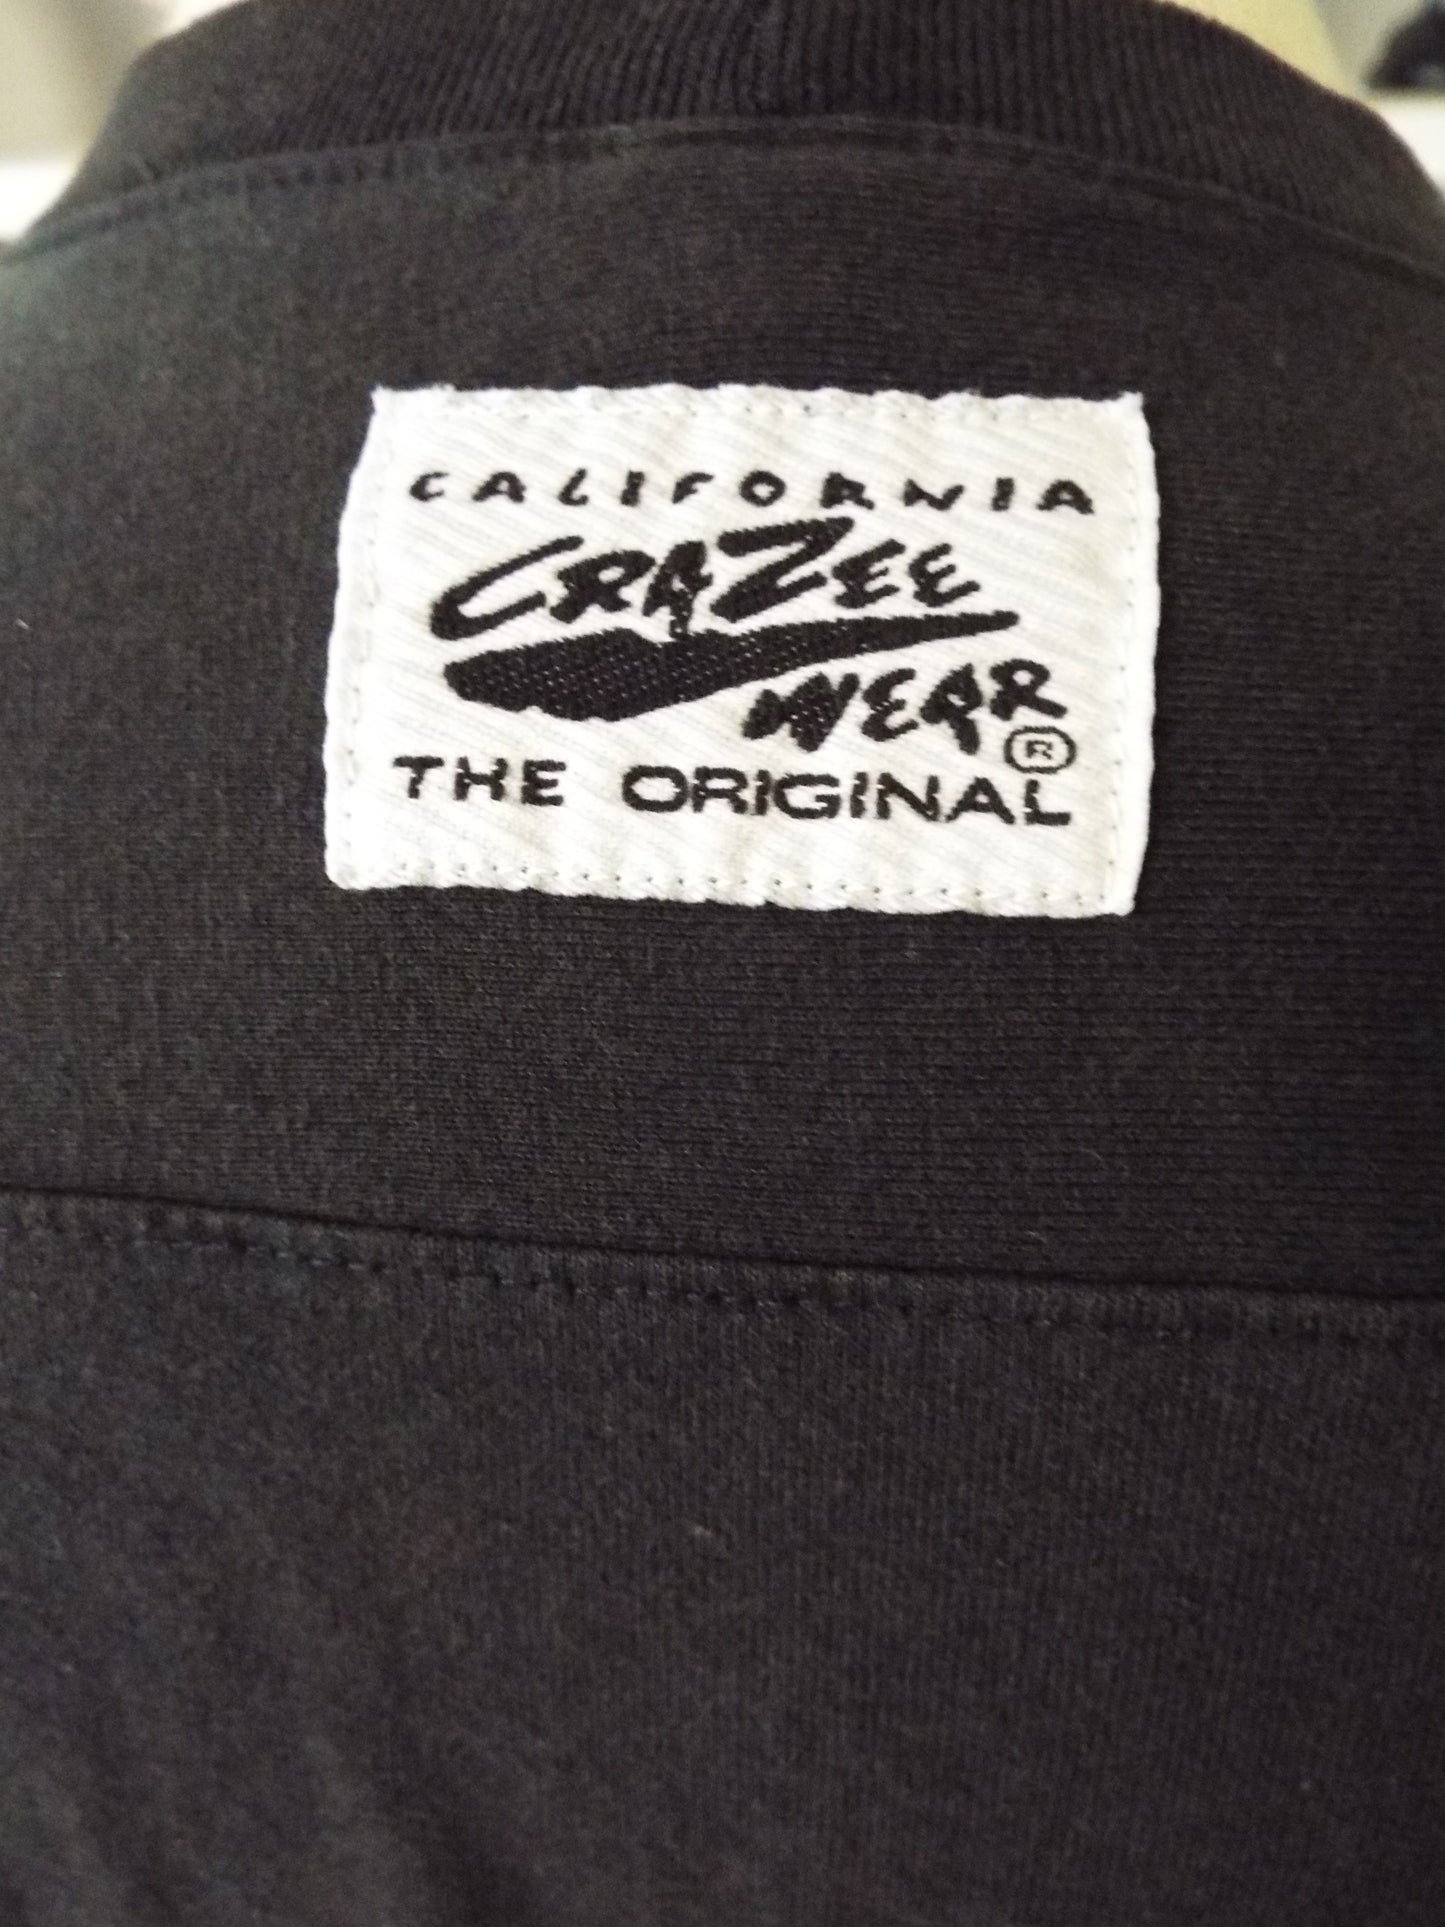 CALIFORNIA
CRAZEE
WEAR
®
THE ORIGINAL